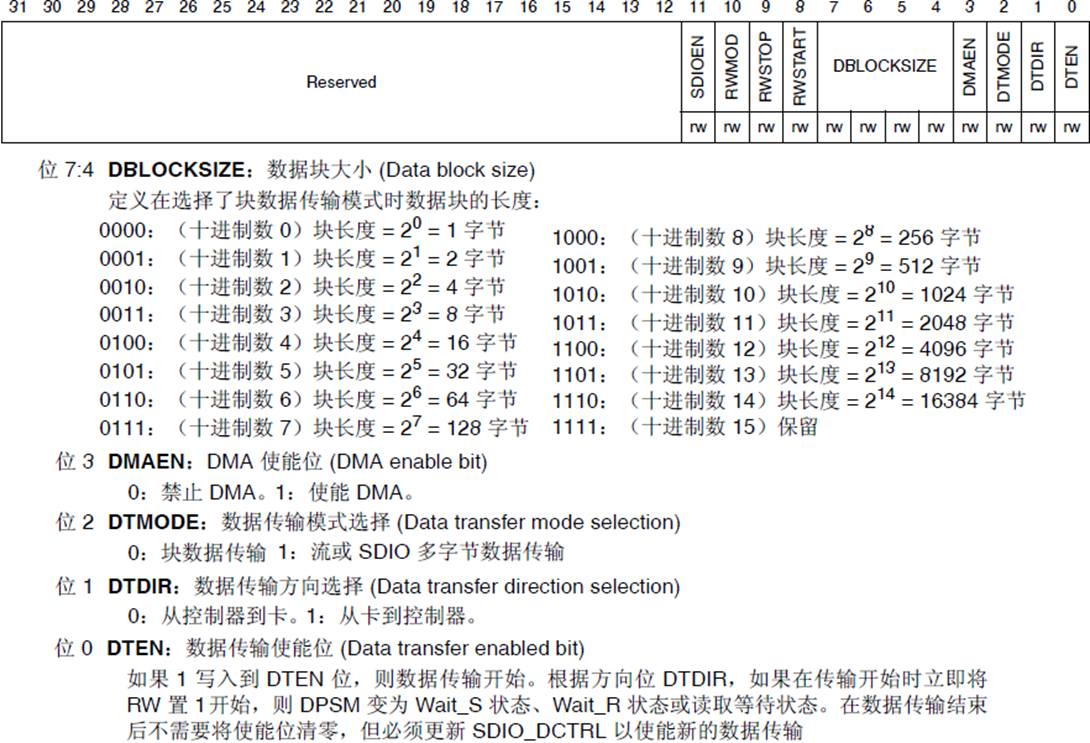 31 30 29 28 27 26 25 24 23 22 21 20 19 18 17 16 15 14 13 12 11 10 9 8 7 6 5 4 3 2 1 0
Reserved SDIOEN RWMOD RWSTOP RWSTART DBLOCKSIZE DMAEN DTMODE DTDIR DTEN
rw rw rw rw rw rw rw rw rw rw rw rw
位 7:4 DBLOCKSIZE：数据块大小 (Data block size)
定义在选择了块数据传输模式时数据块的长度：
0000：（十进制数 0）块长度 = 2^0 = 1 字节
0001：（十进制数 1）块长度 = 2^1 = 2 字节
0010：（十进制数 2）块长度 = 2^2 = 4 字节
0011：（十进制数 3）块长度 = 2^3 = 8 字节
0100：（十进制数 4）块长度 = 2^4 = 16 字节
0101：（十进制数 5）块长度 = 2^5 = 32 字节
0110：（十进制数 6）块长度 = 2^6 = 64 字节
0111：（十进制数 7）块长度 = 2^7 = 128 字节
1000：（十进制数 8）块长度 = 2^8 = 256 字节
1001：（十进制数 9）块长度 = 2^9 = 512 字节
1010：（十进制数 10）块长度 = 2^10 = 1024 字节
1011：（十进制数 11）块长度 = 2^11 = 2048 字节
1100：（十进制数 12）块长度 = 2^12 = 4096 字节
1101：（十进制数 13）块长度 = 2^13 = 8192 字节
1110：（十进制数 14）块长度 = 2^14 = 16384 字节
1111：（十进制数 15）保留
位 3 DMAEN：DMA 使能位 (DMA enable bit)
0：禁止 DMA。1：使能 DMA。
位 2 DTMODE：数据传输模式选择 (Data transfer mode selection)
0：块数据传输 1：流或 SDIO 多字节数据传输
位 1 DTDIR：数据传输方向选择 (Data transfer direction selection)
0：从控制器到卡。1：从卡到控制器。
位 0 DTEN：数据传输使能位 (Data transfer enabled bit)
如果 1 写入到 DTEN 位，则数据传输开始。根据方向位 DTDIR，如果在传输开始时立即将
RW 置 1开始，则 DPSM 变为 Wait_S 状态、Wait_R 状态或读取等待状态。在数据传输结束
后不需要将使能位清零，但必须更新 SDIO_DCTRL 以使能新的数据传输